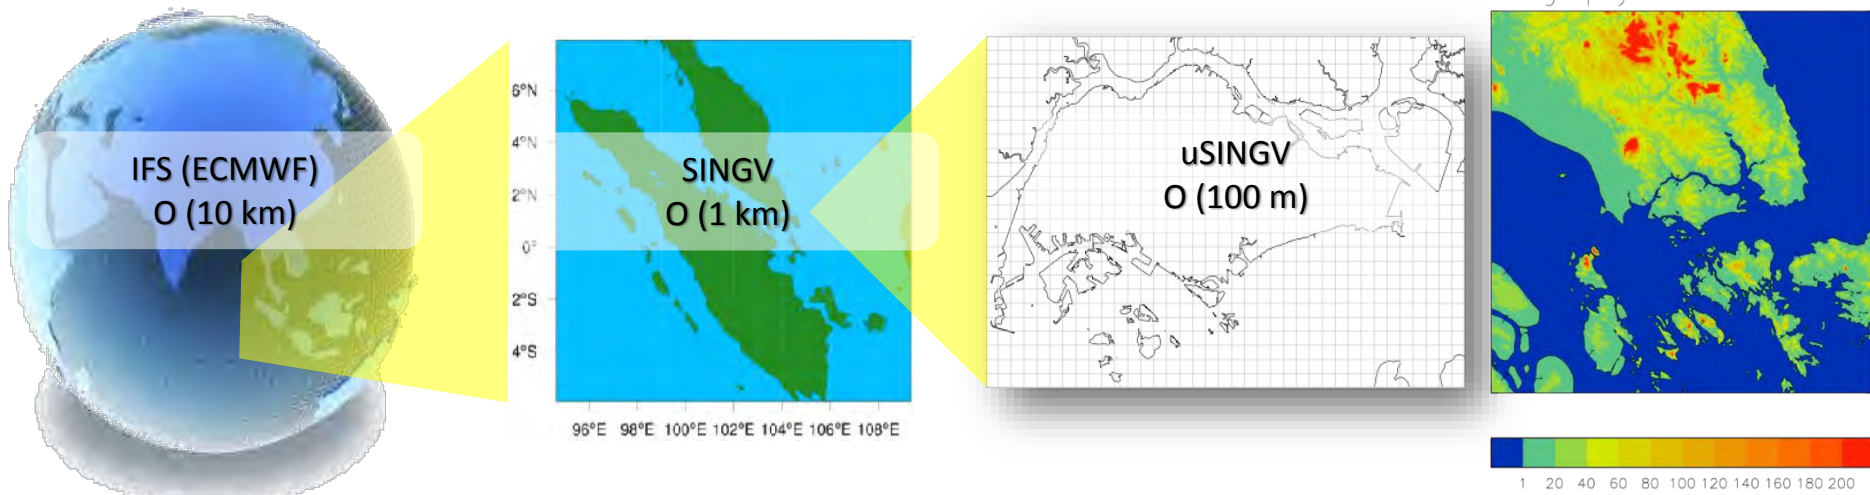 IFS (ECMWF)
O (10 km)
6°N
4°N
2°N
0°
2°S
4°S
96°E 98°E 100°E 102°E 104°E 106°E 108°E
SINGV
O (1 km)
uSINGV
O (100 m)
1 20 40 60 80 100 120 140 160 180 200